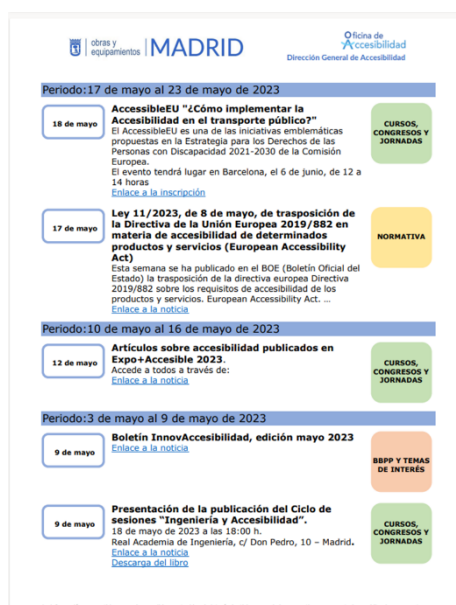 obras y
equipamientos
MADRID
Oficina de
Accesibilidad
Dirección General de Accesibilidad
Periodo:17 de mayo al 23 de mayo de 2023
18 de mayo
AccessibleEU "¿Cómo implementar la
Accesibilidad en el transporte público?"
El AccessibleEU es una de las iniciativas emblemáticas
propuestas en la Estrategia para los Derechos de las
Personas con Discapacidad 2021-2030 de la Comisión
Europea.
El evento tendrá lugar en Barcelona, el 6 de junio, de 12 a
14 horas
Enlace a la inscripción
CURSOS,
CONGRESOS Y
JORNADAS
17 de mayo
Ley 11/2023, de 8 de mayo, de trasposición de
la Directiva de la Unión Europea 2019/882 en
materia de accesibilidad de determinados
productos y servicios (European Accessibility
Act)
Esta semana se ha publicado en el BOE (Boletín Oficial del
Estado) la trasposición de la directiva europea Directiva
2019/882 sobre los requisitos de accesibilidad de los
productos y servicios. European Accessibility Act. ...
Enlace a la noticia
NORMATIVA
Periodo:10 de mayo al 16 de mayo de 2023
12 de mayo
Artículos sobre accesibilidad publicados en
Expo+Accesible 2023.
Accede a todos a través de:
Enlace a la noticia
CURSOS,
CONGRESOS Y
JORNADAS
Periodo:3 de mayo al 9 de mayo de 2023
9 de mayo
Boletín InnovAccesibilidad, edición mayo 2023
Enlace a la noticia
BBPP Y TEMAS
DE INTERÉS
9 de mayo
Presentación de la publicación del Ciclo de
sesiones "Ingeniería y Accesibilidad".
18 de mayo de 2023 a las 18:00 h.
Real Academia de Ingeniería, c/ Don Pedro, 10 – Madrid.
Enlace a la noticia
Descarga del libro
CURSOS,
CONGRESOS Y
JORNADAS